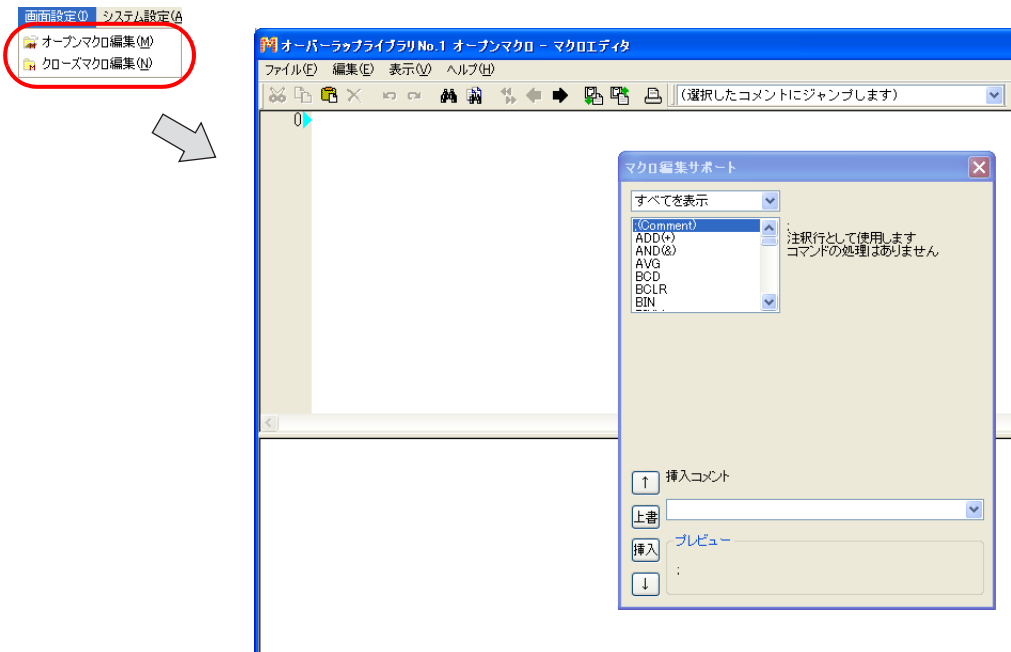 画面設定(I) システム設定(A
オープンマクロ編集(M)
クローズマクロ編集(N)
オーバーラップライブラリNo.1 オープンマクロ - マクロエディタ
ファイル(F) 編集(E) 表示(V) ヘルプ(H)
(選択したコメントにジャンプします)
0
マクロ編集サポート
すべてを表示
;(Comment)
ADD(+)
AND(&)
AVG
BCD
BCLR
BIN
;
注釈行として使用します
コマンドの処理はありません
↑
挿入コメント
上書
挿入
プレビュー
;
↓